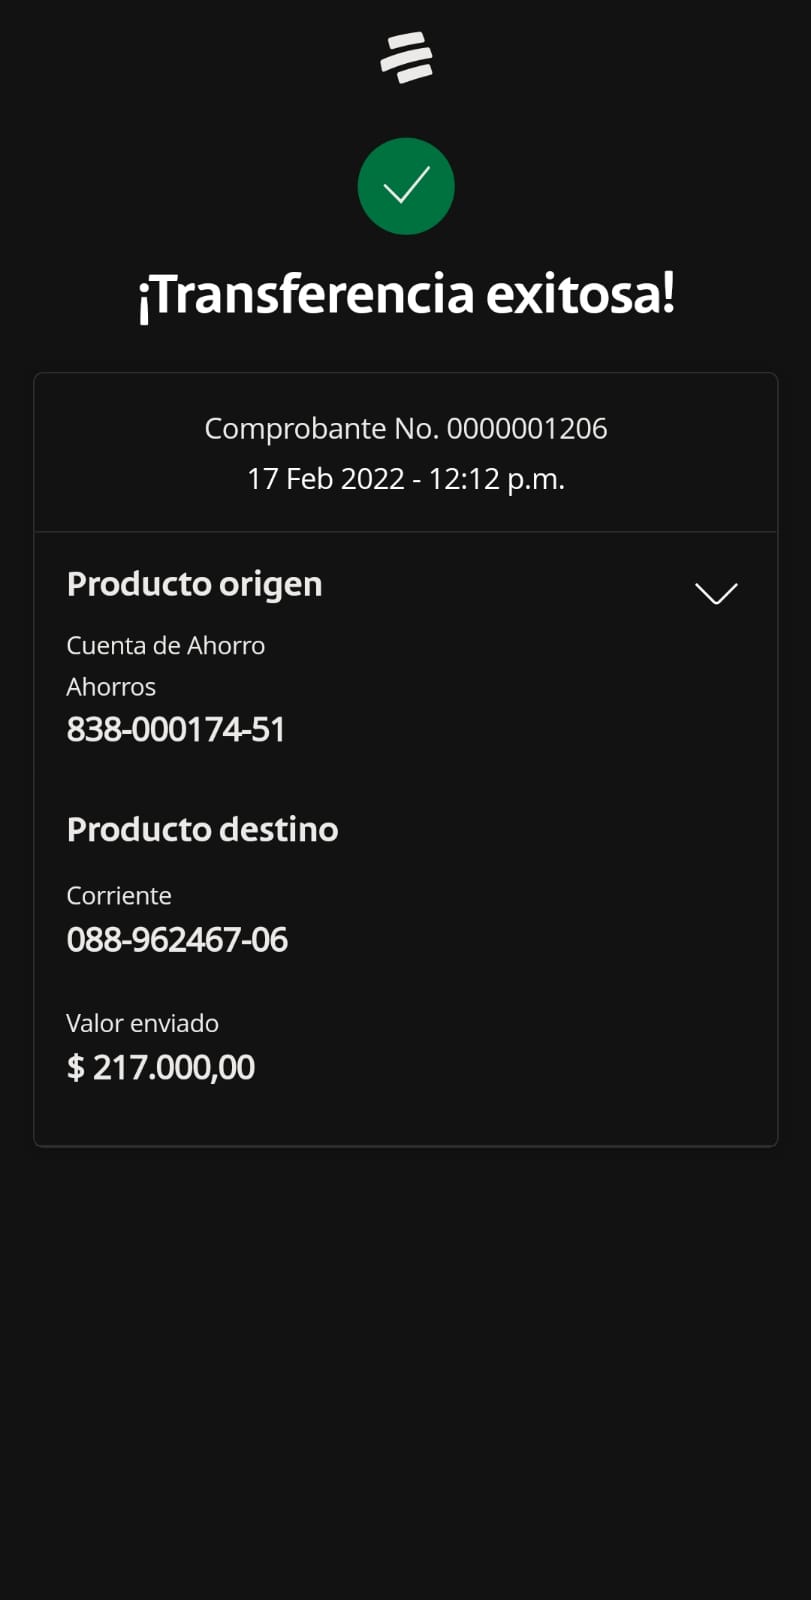 ¡Transferencia exitosa!
Comprobante No. 0000001206
17 Feb 2022 - 12:12 p.m.
Producto origen
Cuenta de Ahorro
Ahorros
838-000174-51
Producto destino
Corriente
088-962467-06
Valor enviado
$ 217.000,00